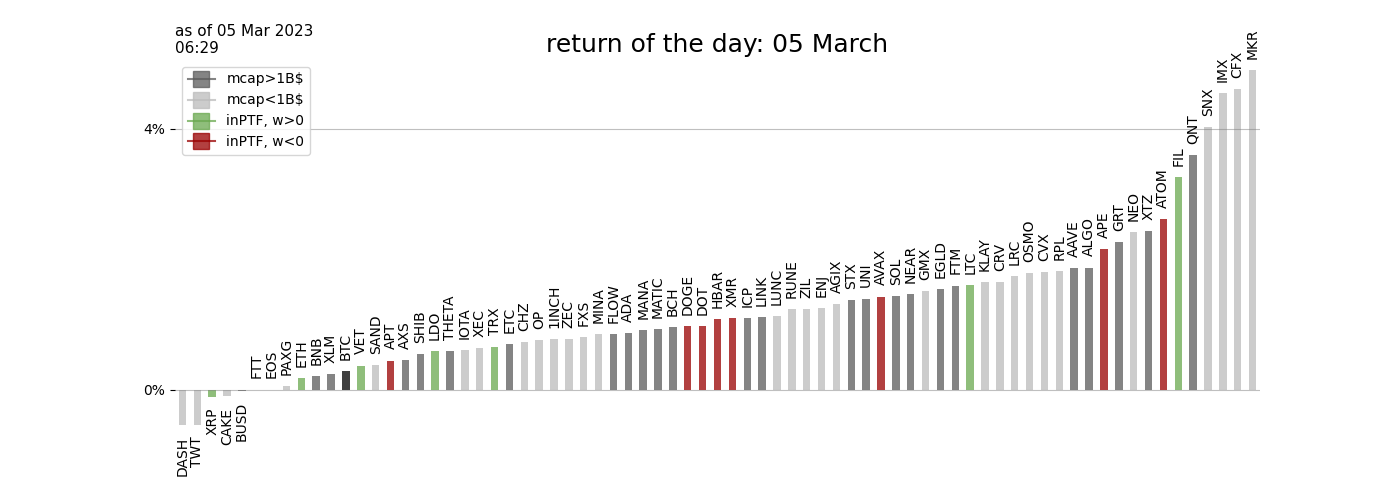 as of 05 Mar 2023
06:29
return of the day: 05 March
mcap>1B$
mcap<1B$
inPTF, w>0
inPTF, w<0
4%
0%
DASH
TWT
XRP
CAKE
BUSD
FTT
EOS
PAXG
ETH
BNB
XLM
BTC
VET
SAND
APT
AXS
SHIB
LDO
THETA
IOTA
XEC
TRX
ETC
CHZ
OP
1INCH
ZEC
FXS
MINA
FLOW
ADA
MANA
MATIC
BCH
DOGE
DOT
HBAR
XMR
ICP
LINK
LUNC
RUNE
ZIL
ENJ
AGIX
STX
UNI
AVAX
SOL
NEAR
GMX
EGLD
FTM
LTC
KLAY
CRV
LRC
OSMO
CVX
RPL
AAVE
ALGO
APE
GRT
NEO
XTZ
ATOM
FIL
QNT
SNX
IMX
CFX
MKR